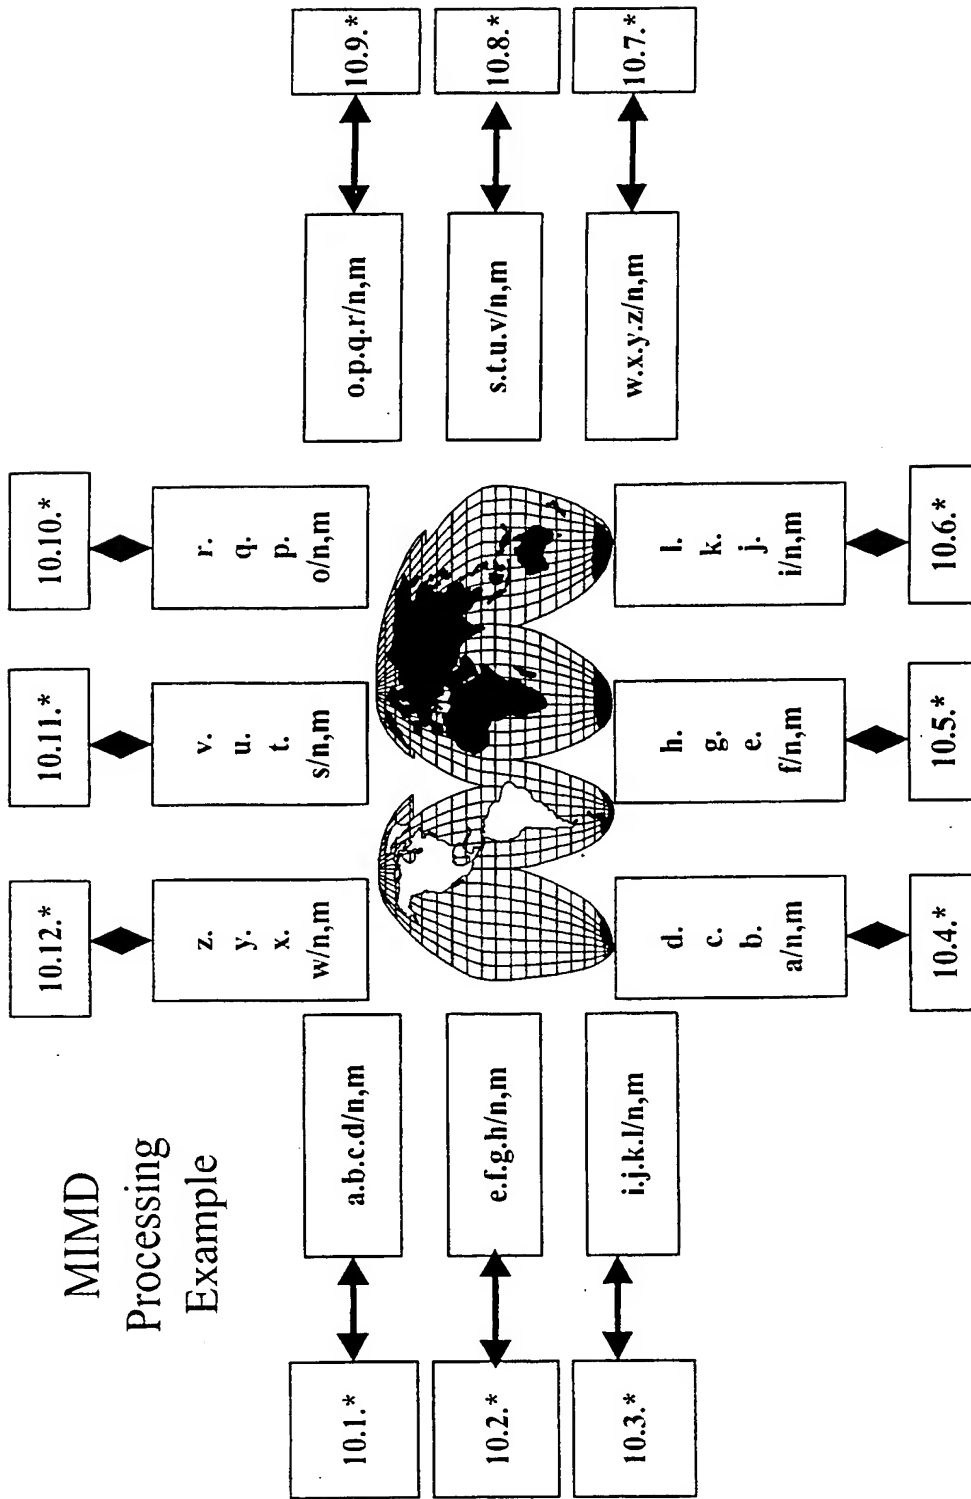 MIMD
Processing
Example
10.12.*
z.
y.
x.
w/n,m
10.11.*
v.
u.
t.
s/n,m
10.10.*
r.
q.
p.
o/n,m
10.1.*
a.b.c.d/n,m
10.2.*
e.f.g.h/n,m
10.3.*
i.j.k.l/n,m
o.p.q.r/n,m
10.9.*
s.t.u.v/n,m
10.8.*
w.x.y.z/n,m
10.7.*
d.
c.
b.
a/n,m
10.4.*
h.
g.
e.
f/n,m
10.5.*
l.
k.
j.
i/n,m
10.6.*